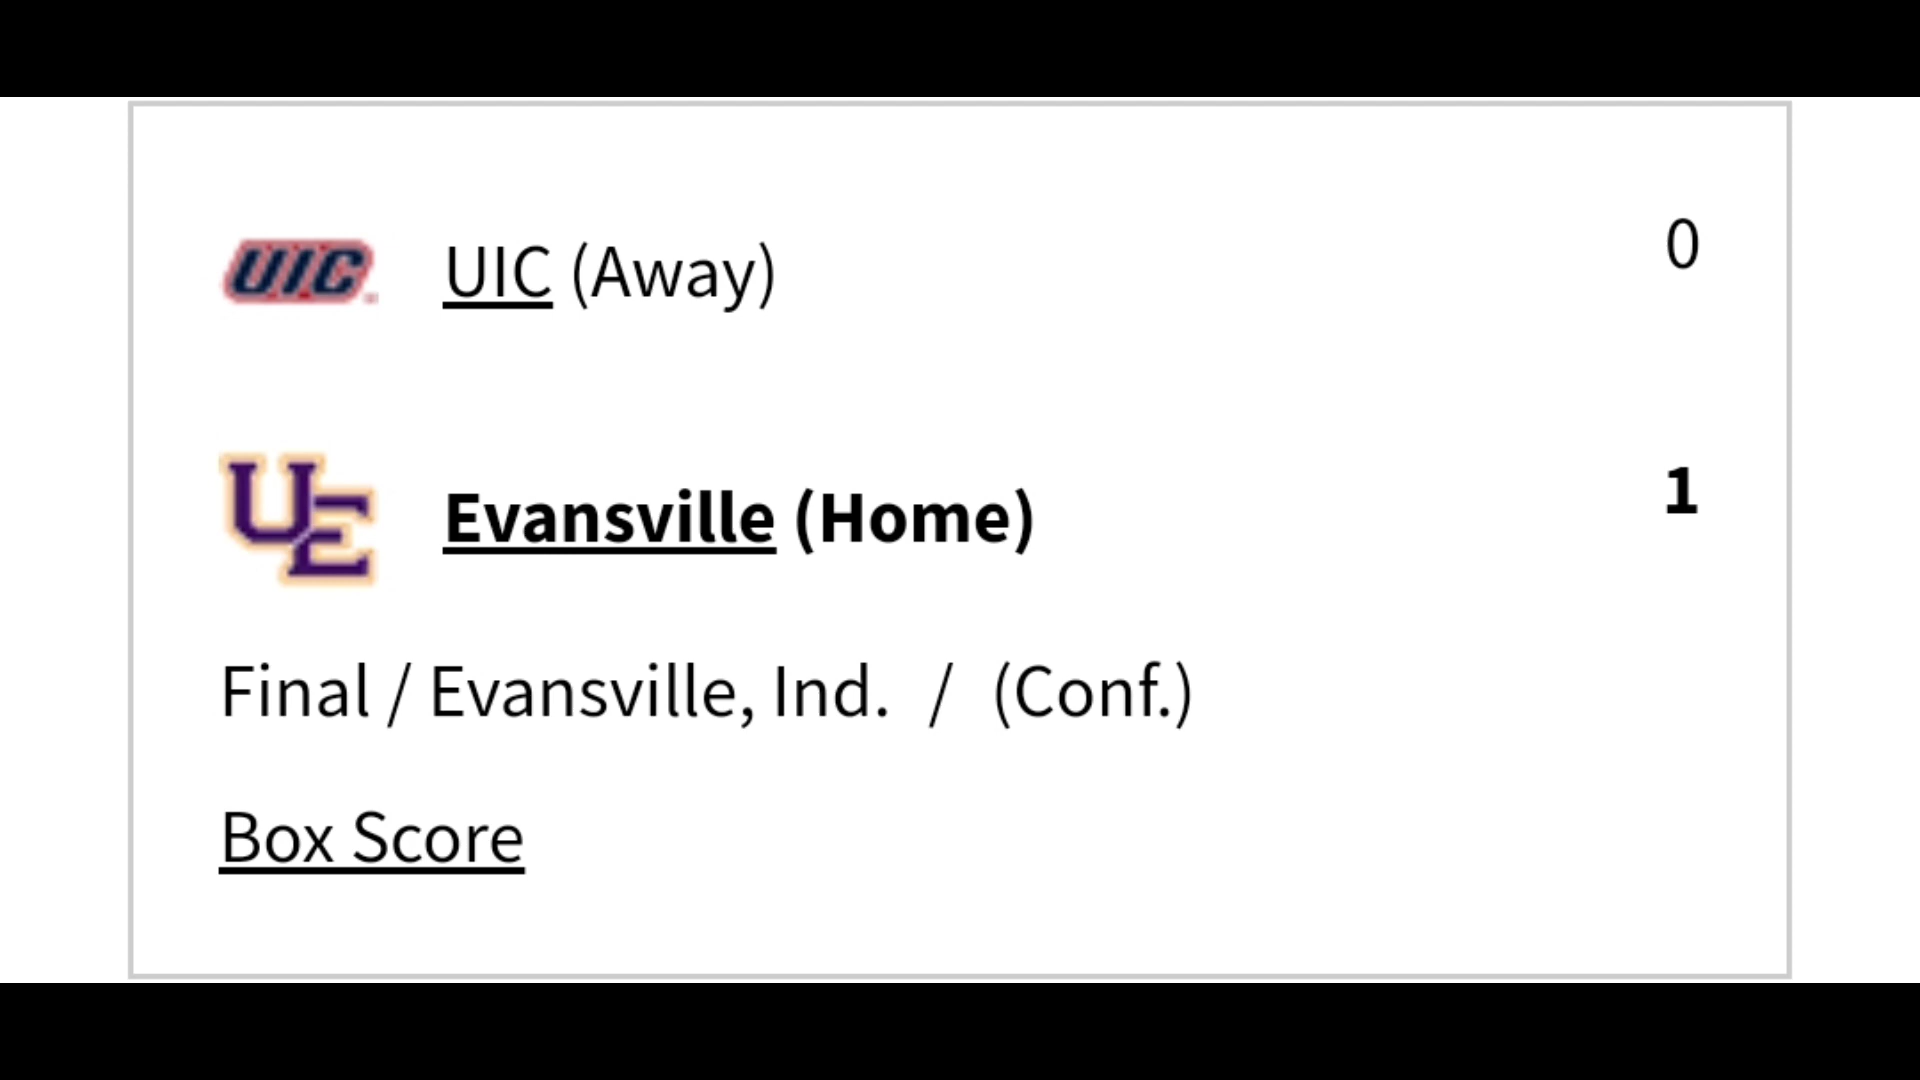 UIC
UIC (Away)
0
UE
Evansville (Home)
1
Final / Evansville, Ind. / (Conf.)
Box Score